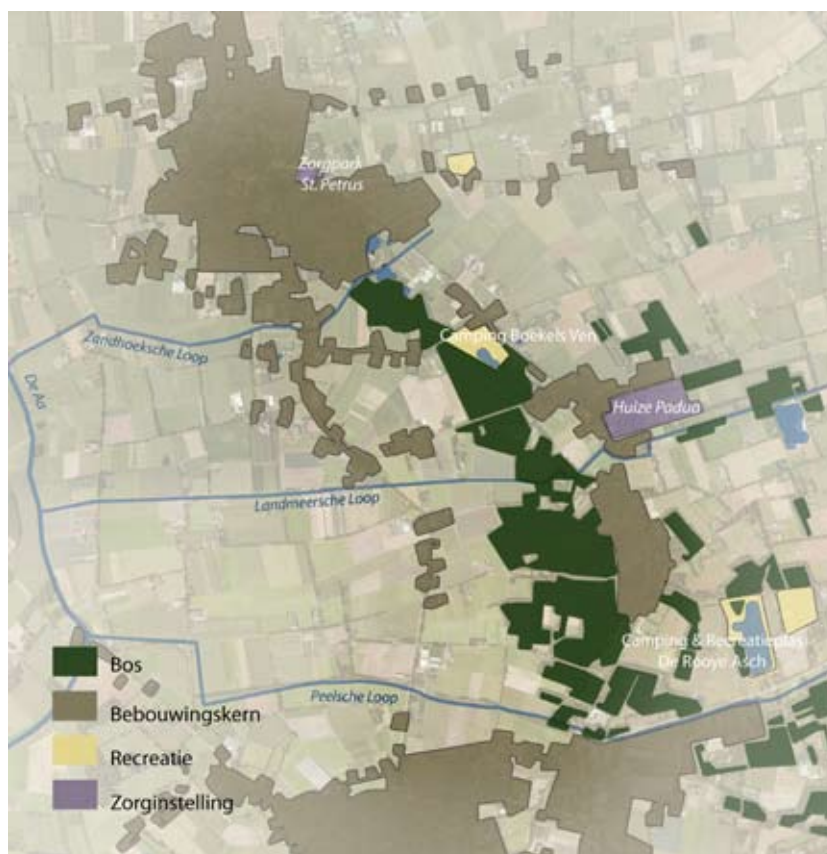 Zorgpark
St. Petrus
Camping Boekels Ven
Zandhoeksche Loop
De Aa
Huize Padua
Landmeersche Loop
Camping & Recreatieplas
De Rooye Asch
Peelsche Loop
Bos
Bebouwingskern
Recreatie
Zorginstelling